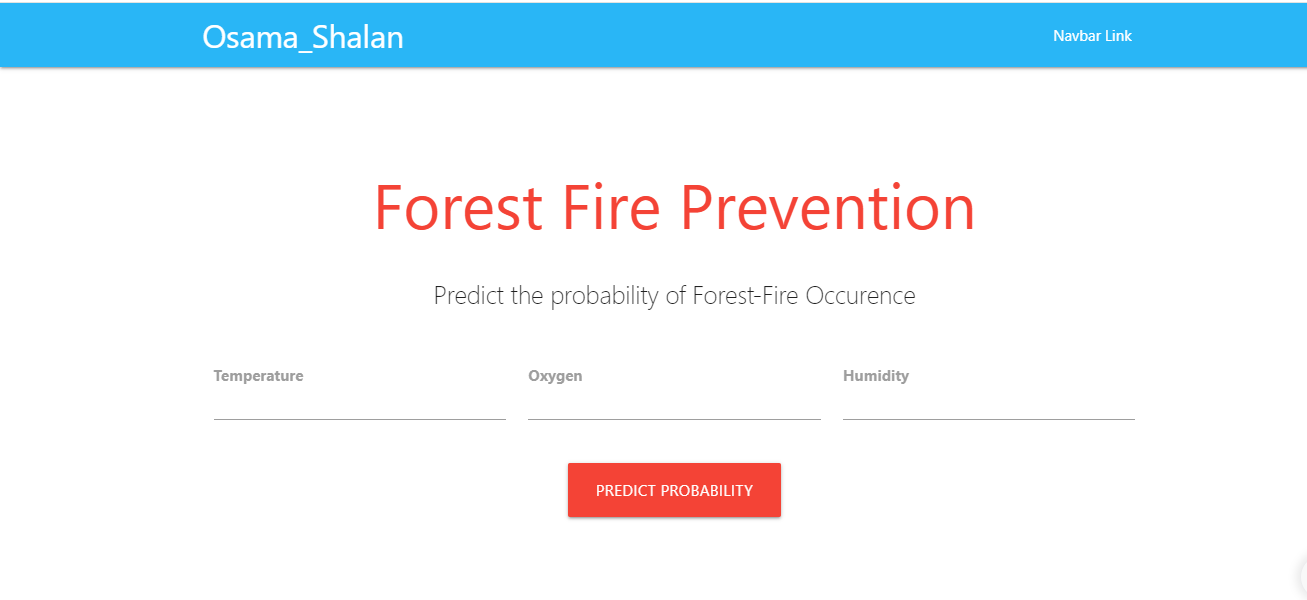 Osama_Shalan Navbar Link
Forest Fire Prevention
Predict the probability of Forest-Fire Occurence
Temperature Oxygen Humidity
PREDICT PROBABILITY